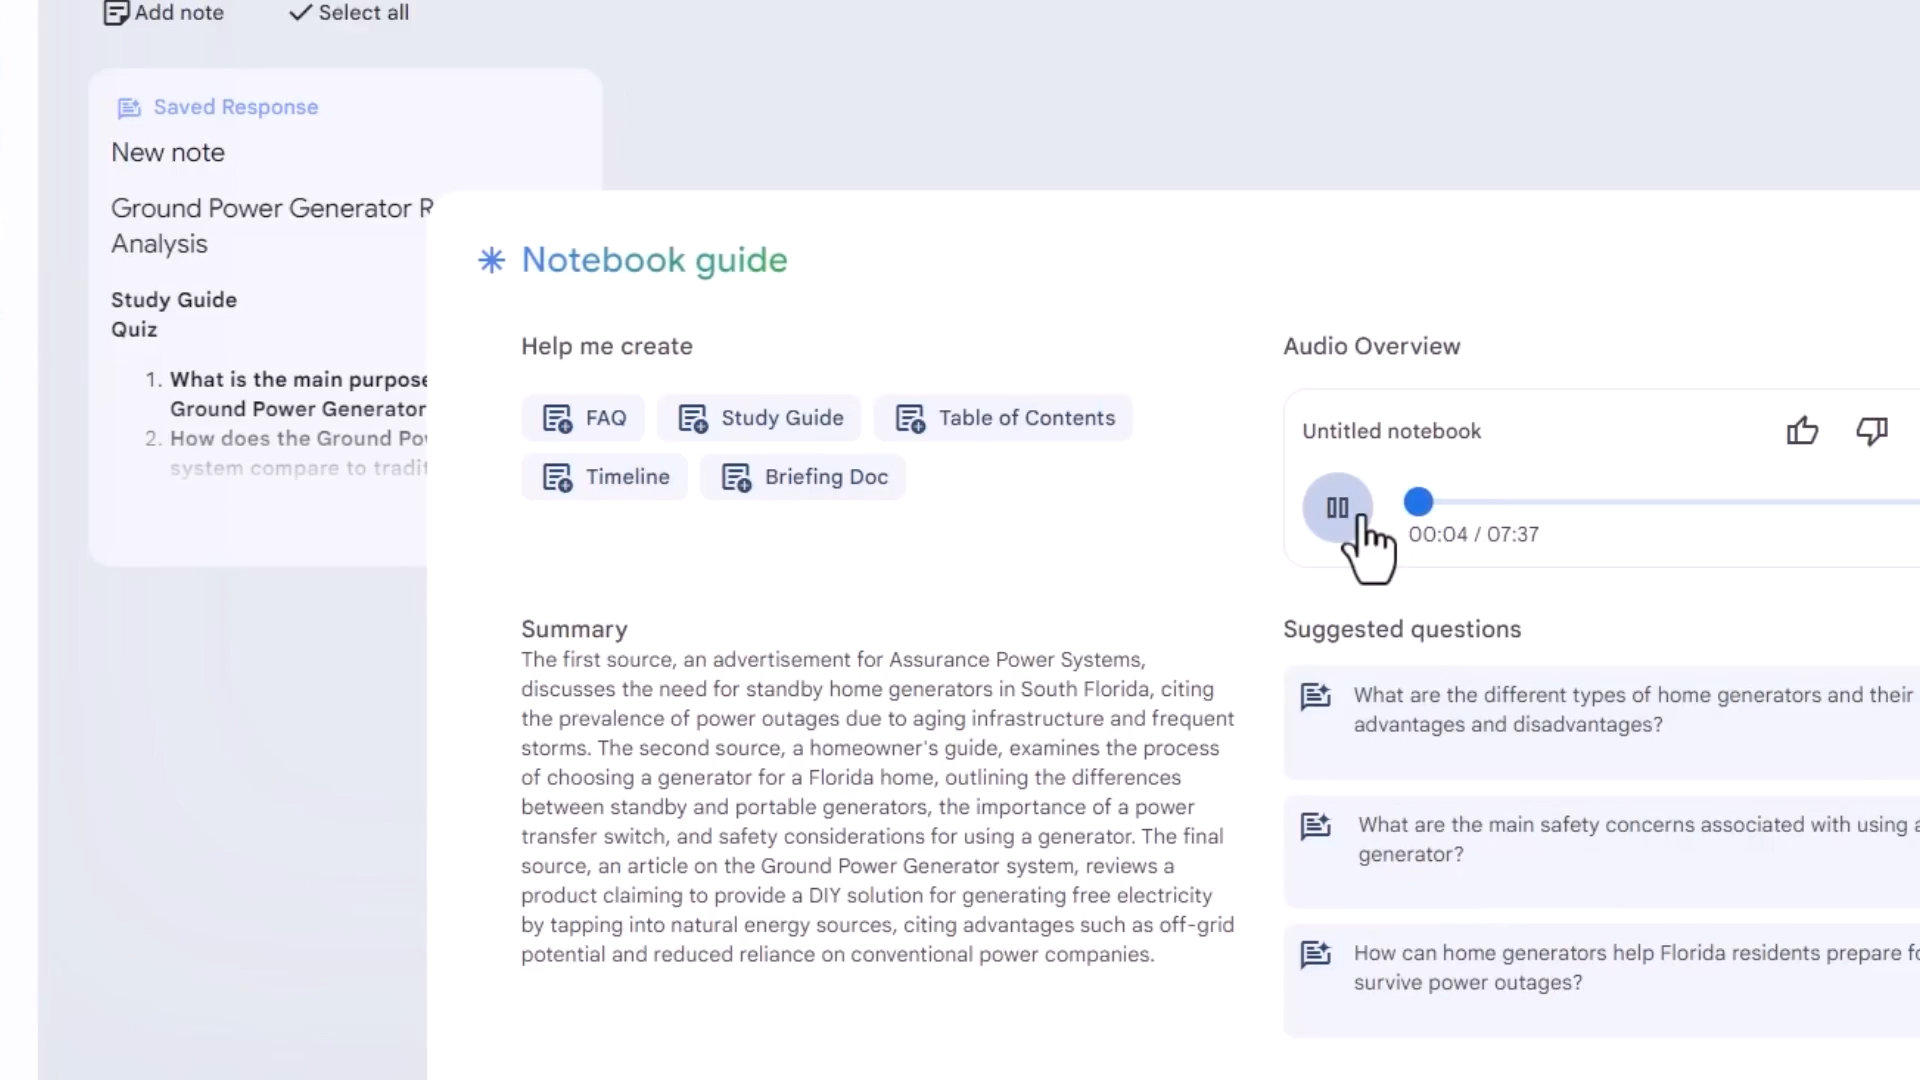 Add note
Select all
Saved Response
New note
Ground Power Generator R
Analysis
Study Guide
Quiz
1. What is the main purpose
Ground Power Generator
2. How does the Ground Po
system compare to tradit
Notebook guide
Help me create
FAQ
Study Guide
Table of Contents
Timeline
Briefing Doc
Audio Overview
Untitled notebook
00:04 / 07:37
Summary
The first source, an advertisement for Assurance Power Systems,
discusses the need for standby home generators in South Florida, citing
the prevalence of power outages due to aging infrastructure and frequent
storms. The second source, a homeowner's guide, examines the process
of choosing a generator for a Florida home, outlining the differences
between standby and portable generators, the importance of a power
transfer switch, and safety considerations for using a generator. The final
source, an article on the Ground Power Generator system, reviews a
product claiming to provide a DIY solution for generating free electricity
by tapping into natural energy sources, citing advantages such as off-grid
potential and reduced reliance on conventional power companies.
Suggested questions
What are the different types of home generators and their
advantages and disadvantages?
What are the main safety concerns associated with using a
generator?
How can home generators help Florida residents prepare fo
survive power outages?